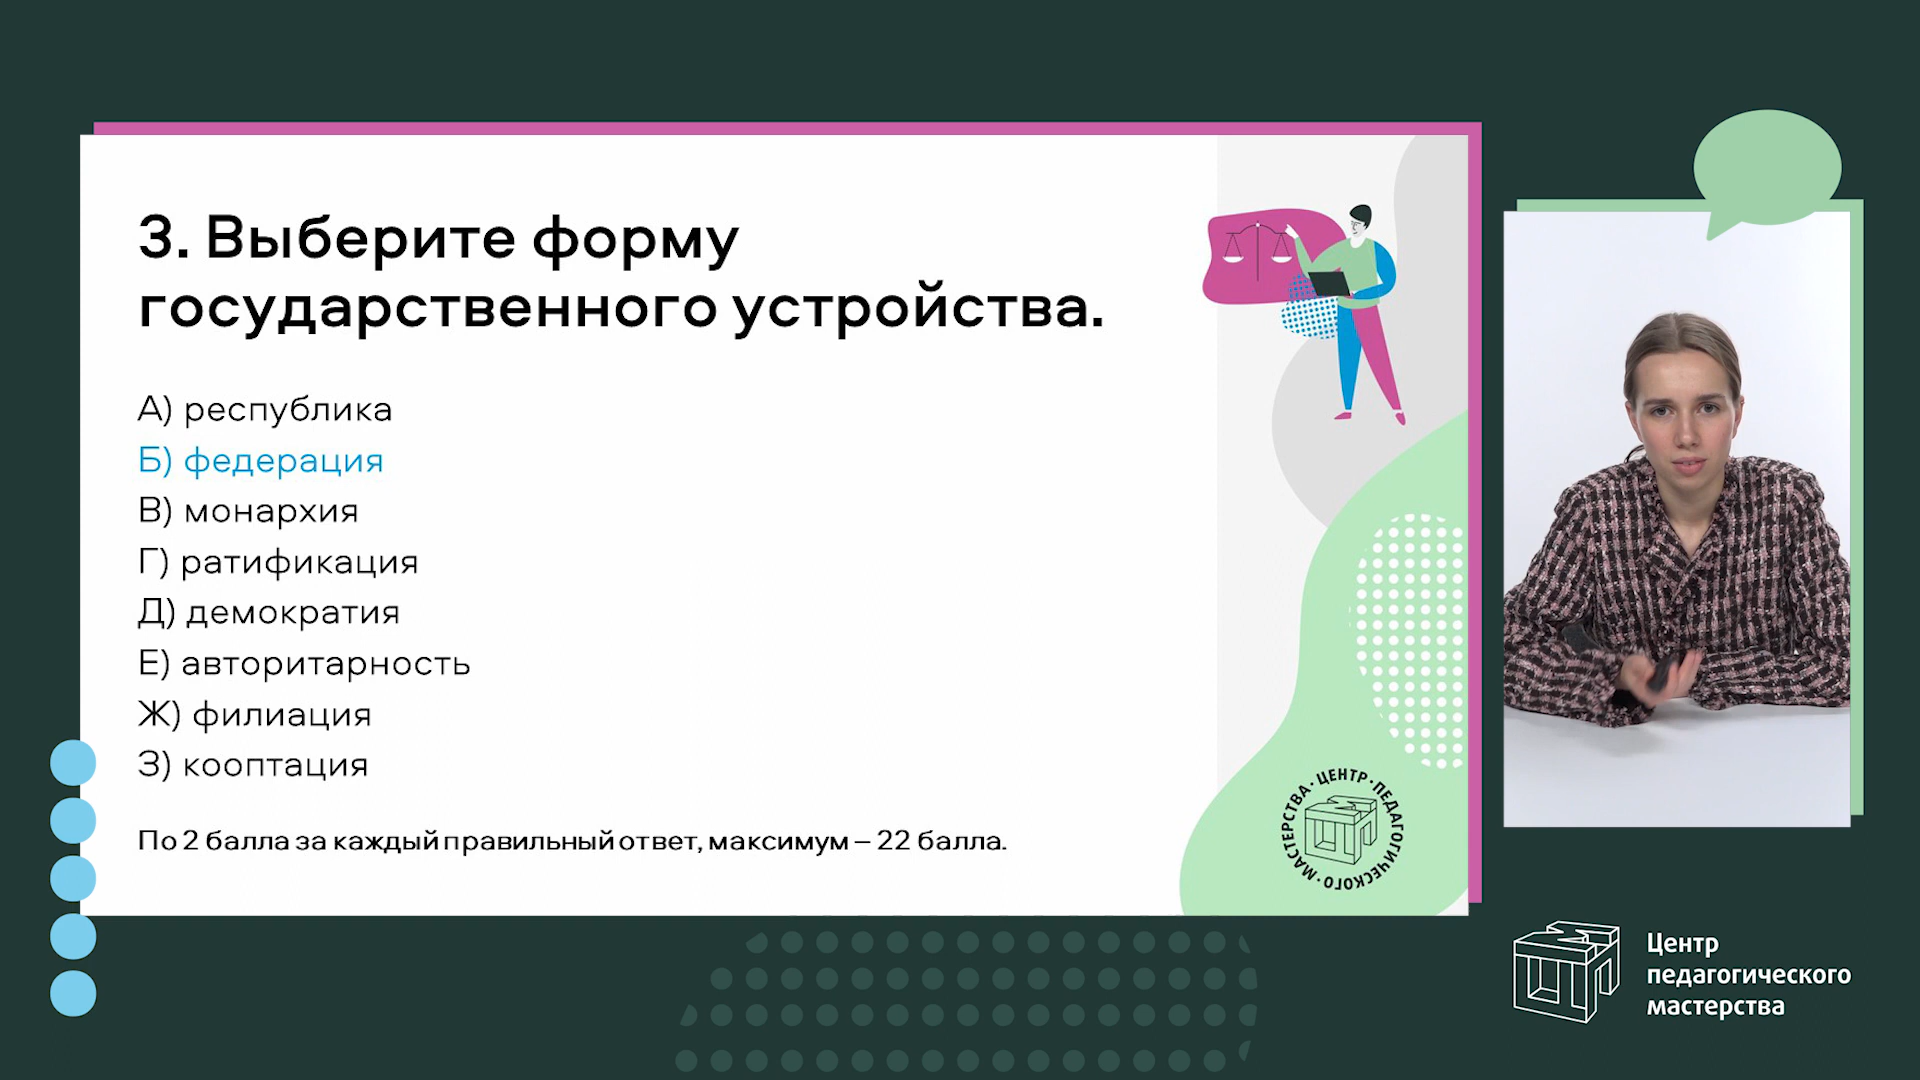 3. Выберите форму
государственного устройства.
А) республика
Б) федерация
В) монархия
Г) ратификация
Д) демократия
Е) авторитарность
Ж) филиация
З) кооптация
По 2 балла за каждый правильный ответ, максимум – 22 балла.
ЦЕНТР · ПЕДАГОГИЧЕСКОГО · МАСТЕРСТВА ·
Центр
педагогического
мастерства